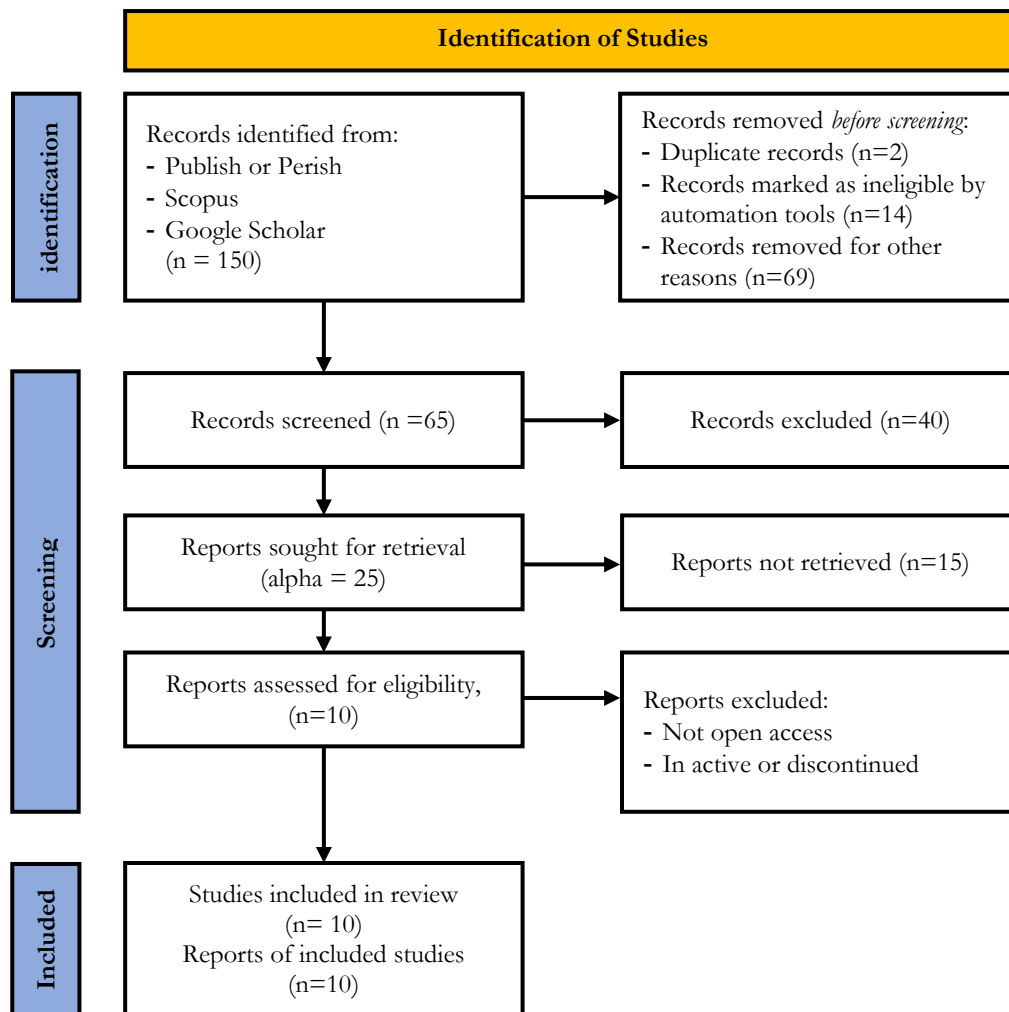 Identification of Studies
identification
Records identified from:
- Publish or Perish
- Scopus
- Google Scholar
(n = 150)
Records removed before screening:
- Duplicate records (n=2)
- Records marked as ineligible by
automation tools (n=14)
- Records removed for other
reasons (n=69)
Screening
Records screened (n =65)
Records excluded (n=40)
Reports sought for retrieval
(alpha = 25)
Reports not retrieved (n=15)
Reports assessed for eligibility,
(n=10)
Reports excluded:
- Not open access
- In active or discontinued
Included
Studies included in review
(n= 10)
Reports of included studies
(n=10)